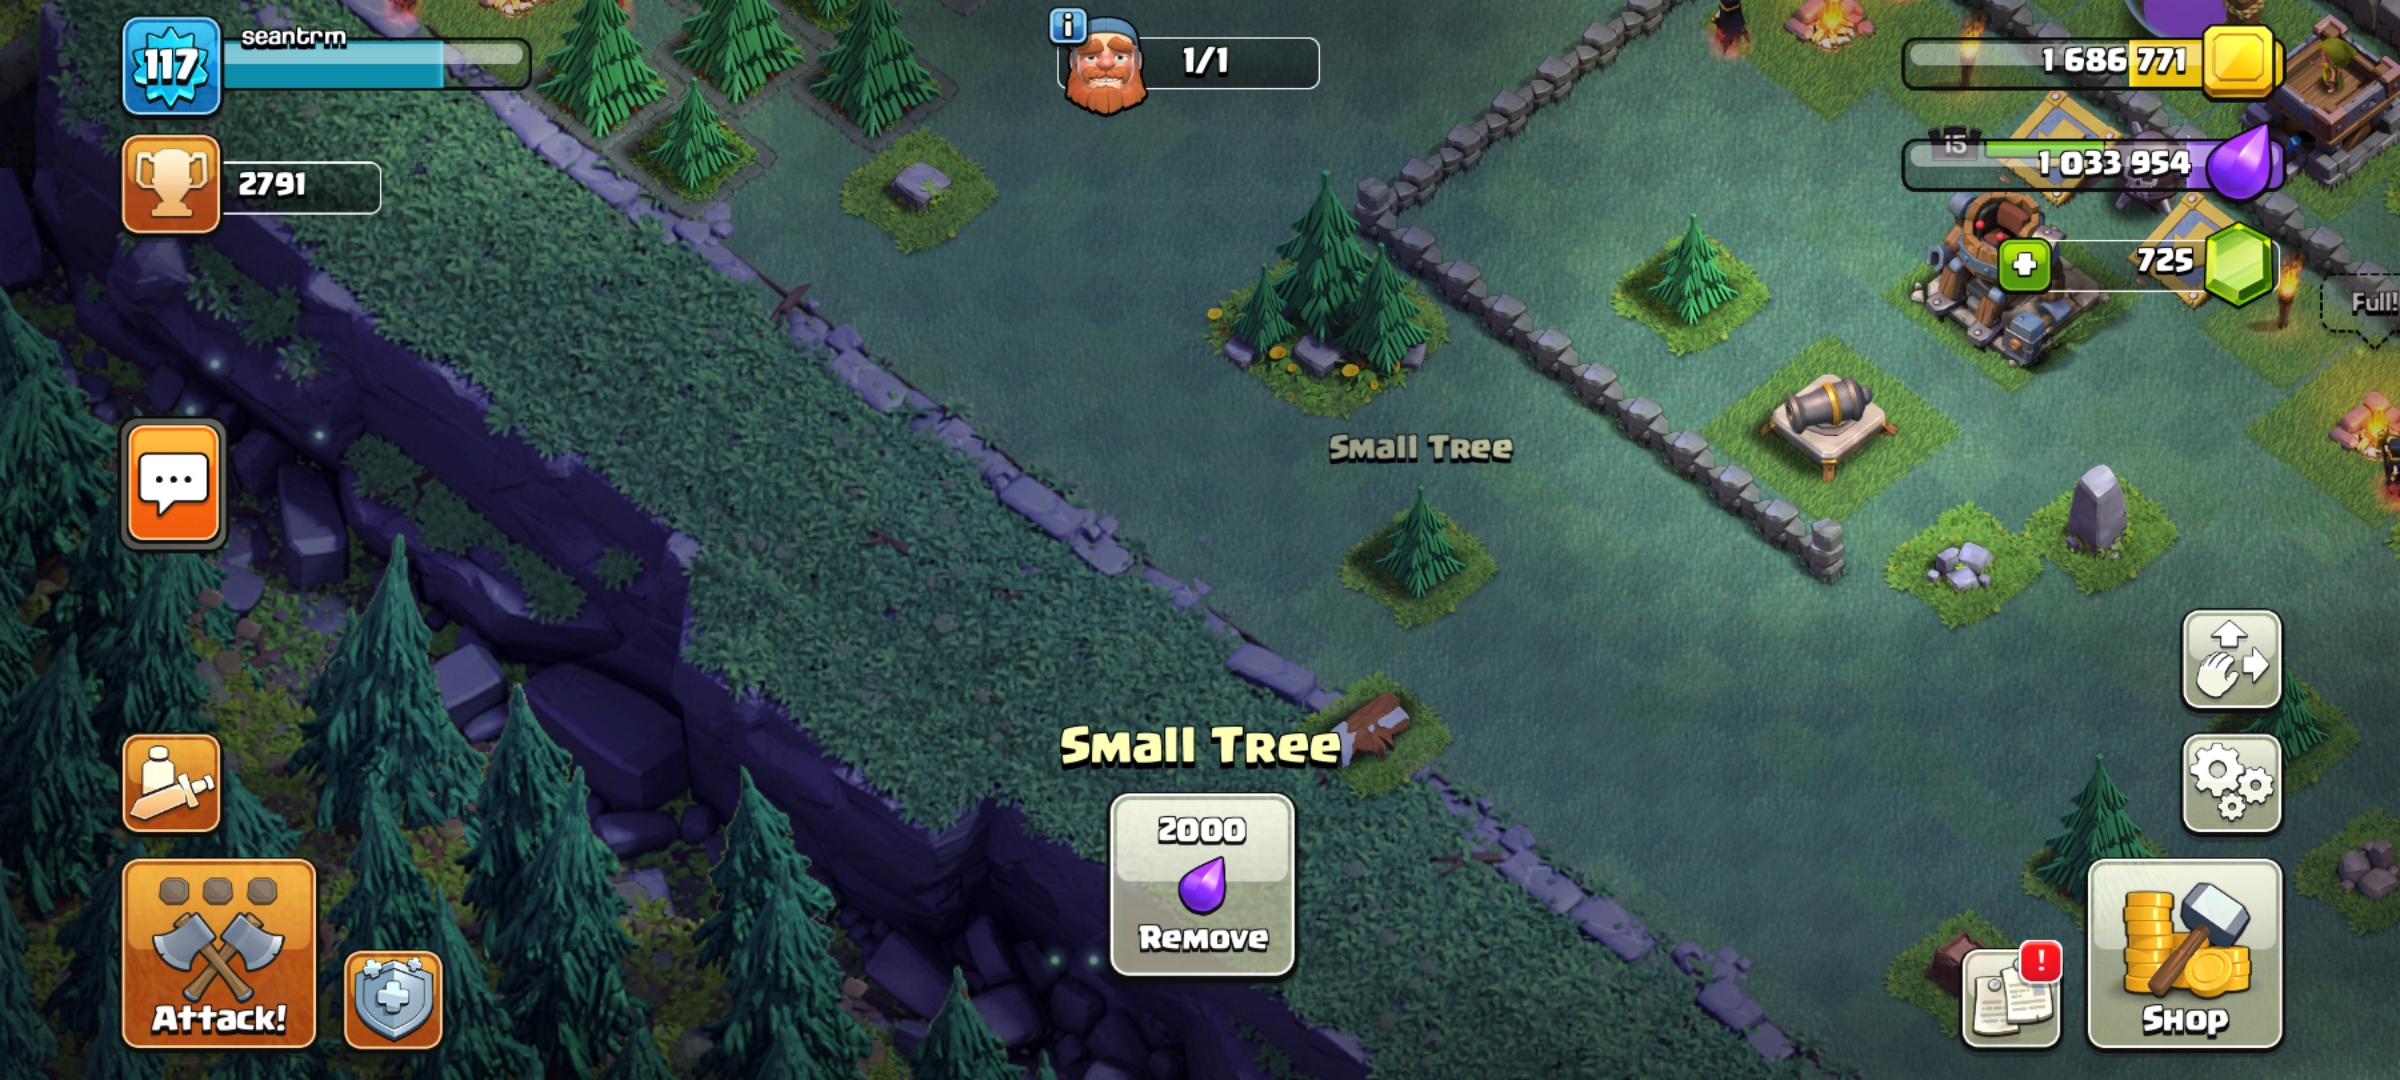 117
seantrm
1/1
1 686 771
2791
15
1 033 954
725
Full!
Small Tree
Small Tree
2000
Remove
Attack!
!
Shop